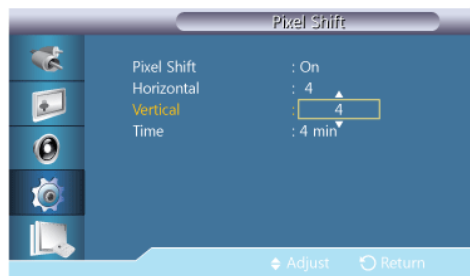 Pixel Shift
Pixel Shift : On
Horizontal : 4
Vertical : 4
Time : 4 min
Adjust Return